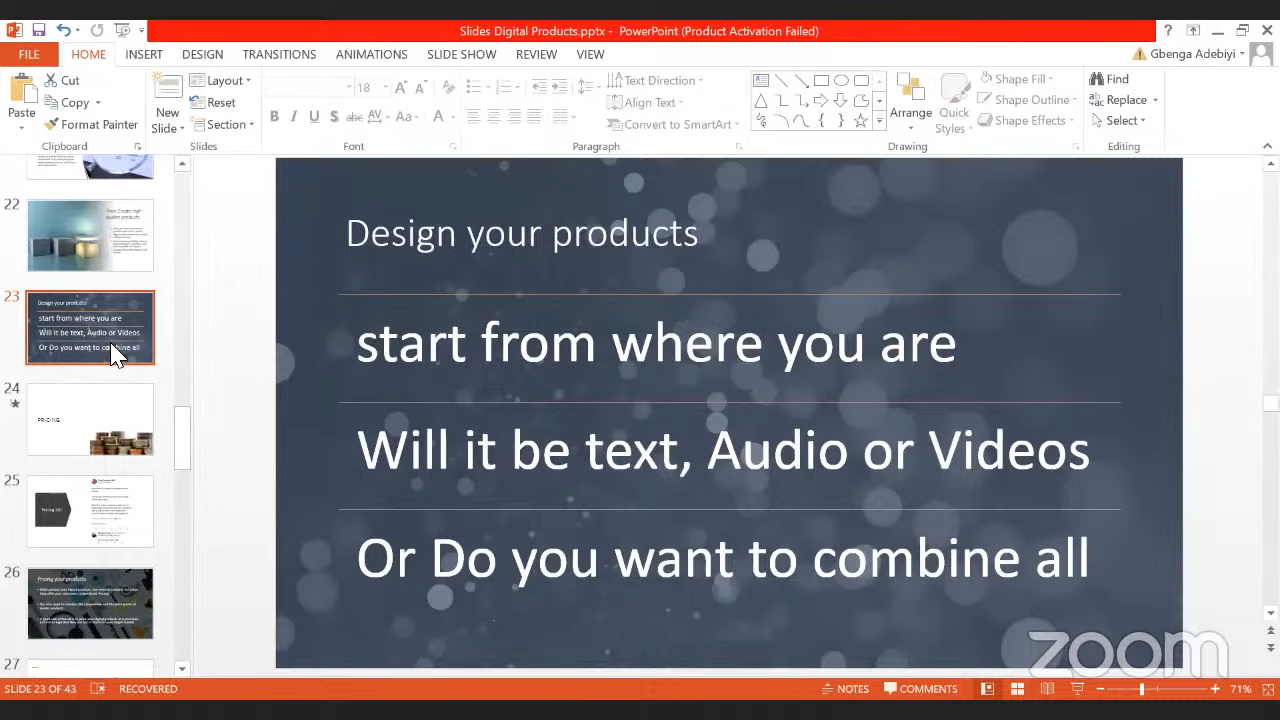 Slides Digital Products.pptx - PowerPoint (Product Activation Failed)
FILE HOME INSERT DESIGN TRANSITIONS ANIMATIONS SLIDE SHOW REVIEW VIEW
Gbenga Adebiyi
Paste
Cut
Copy
Format Painter
Clipboard
New Slide
Layout
Reset
Section
Slides
18
Font
Text Direction
Align Text
Convert to SmartArt
Paragraph
Arrange
Quick Styles
Shape Fill
Shape Outline
Shape Effects
Drawing
Find
Replace
Select
Editing
22
23
Design your products
start from where you are
Will it be text, Audio or Videos
Or Do you want to combine all
24
PRICING
25
Pricing 101
26
Pricing your products
27
Design your products
start from where you are
Will it be text, Audio or Videos
Or Do you want to combine all
zoom
SLIDE 23 OF 43 RECOVERED NOTES COMMENTS 71%